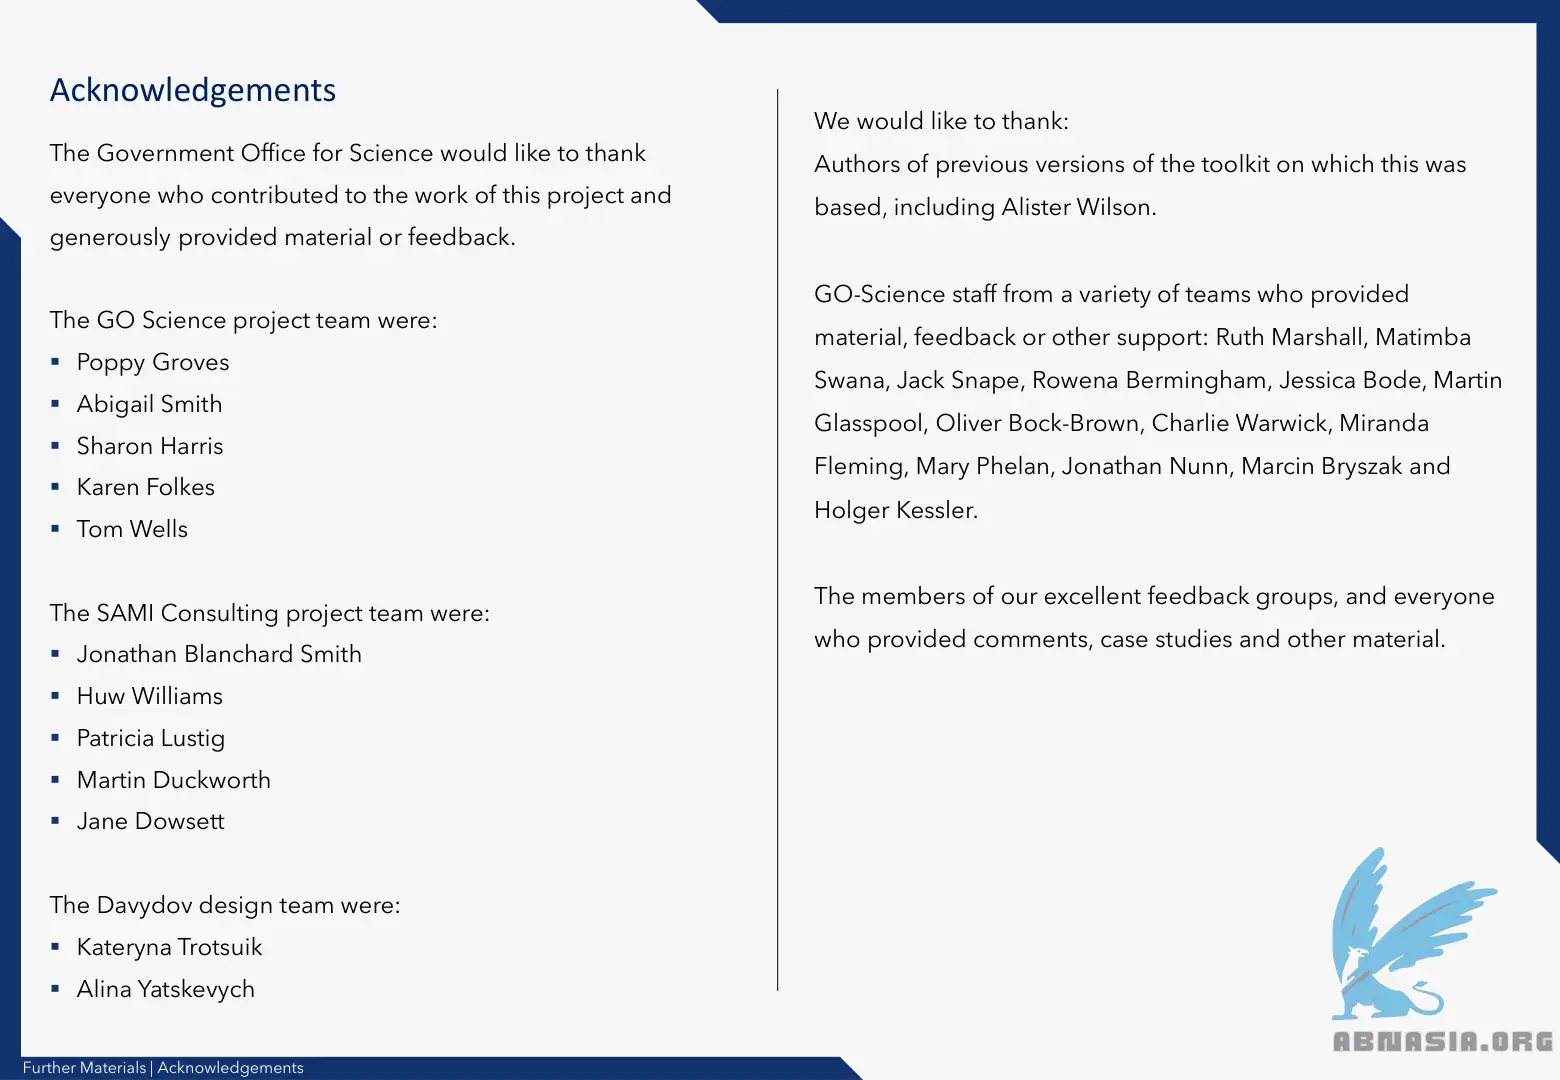 Acknowledgements
The Government Office for Science would like to thank
everyone who contributed to the work of this project and
generously provided material or feedback.
The GO Science project team were:
▪ Poppy Groves
▪ Abigail Smith
▪ Sharon Harris
▪ Karen Folkes
▪ Tom Wells
The SAMI Consulting project team were:
▪ Jonathan Blanchard Smith
▪ Huw Williams
▪ Patricia Lustig
▪ Martin Duckworth
▪ Jane Dowsett
The Davydov design team were:
▪ Kateryna Trotsuik
▪ Alina Yatskevych
We would like to thank:
Authors of previous versions of the toolkit on which this was
based, including Alister Wilson.
GO-Science staff from a variety of teams who provided
material, feedback or other support: Ruth Marshall, Matimba
Swana, Jack Snape, Rowena Bermingham, Jessica Bode, Martin
Glasspool, Oliver Bock-Brown, Charlie Warwick, Miranda
Fleming, Mary Phelan, Jonathan Nunn, Marcin Bryszak and
Holger Kessler.
The members of our excellent feedback groups, and everyone
who provided comments, case studies and other material.
ABNASIA.ORG
Further Materials | Acknowledgements